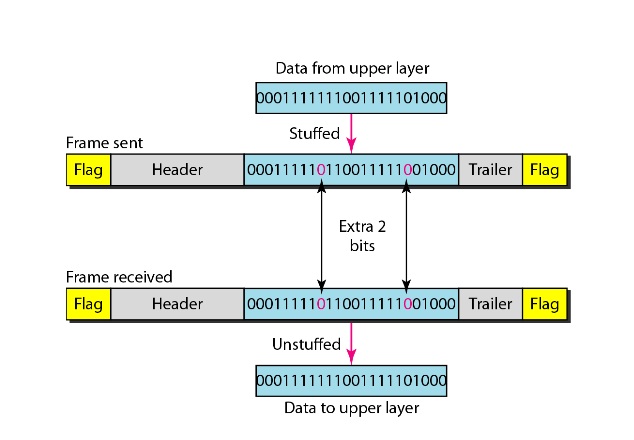 Data from upper layer
0001111111001111101000
Stuffed
Frame sent
Flag Header 000111110110011111001000 Trailer Flag
Extra 2
bits
Frame received
Flag Header 000111110110011111001000 Trailer Flag
Unstuffed
0001111111001111101000
Data to upper layer